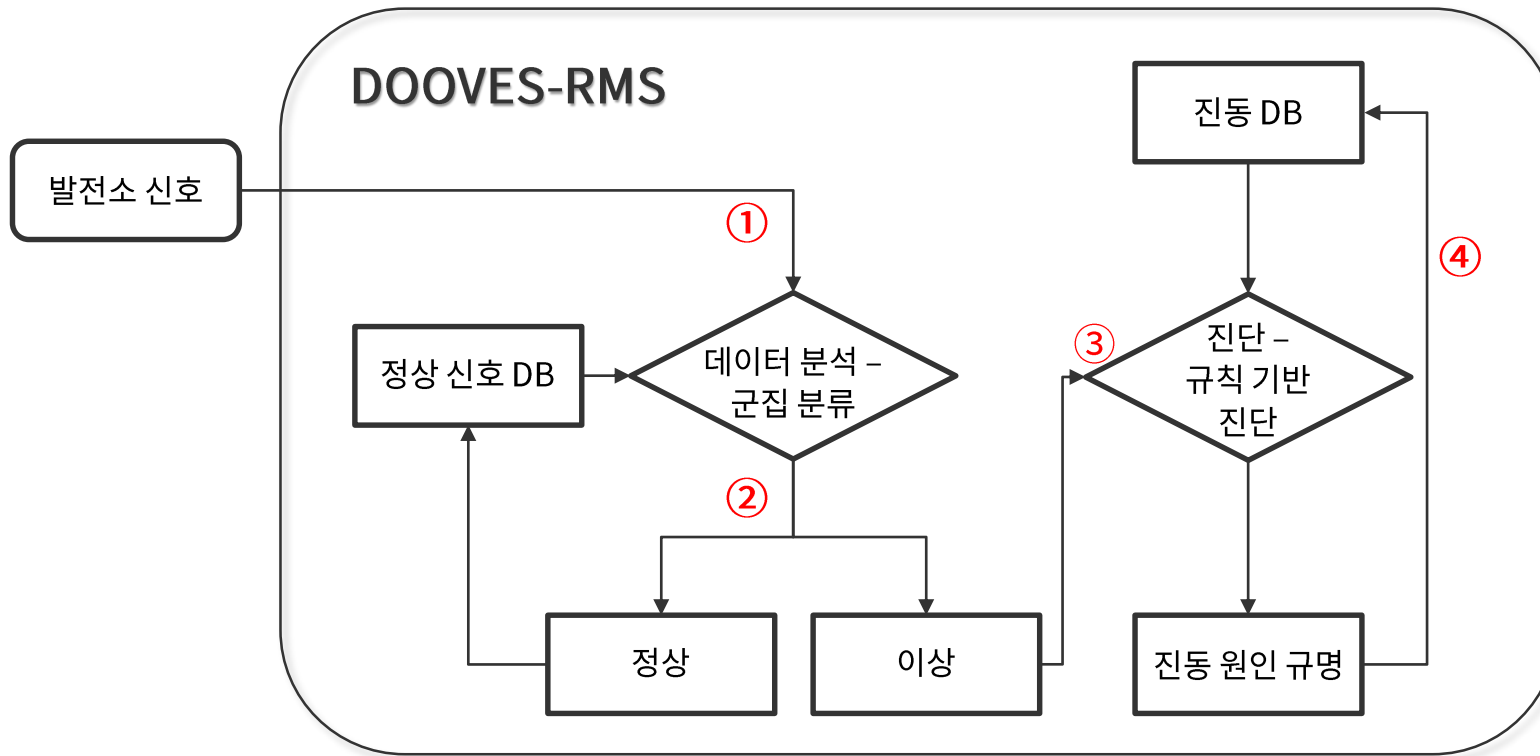 DOOVES-RMS
발전소 신호
①
정상 신호 DB
데이터 분석 –
군집 분류
②
정상
이상
진동 DB
③
진단 –
규칙 기반
진단
④
진동 원인 규명